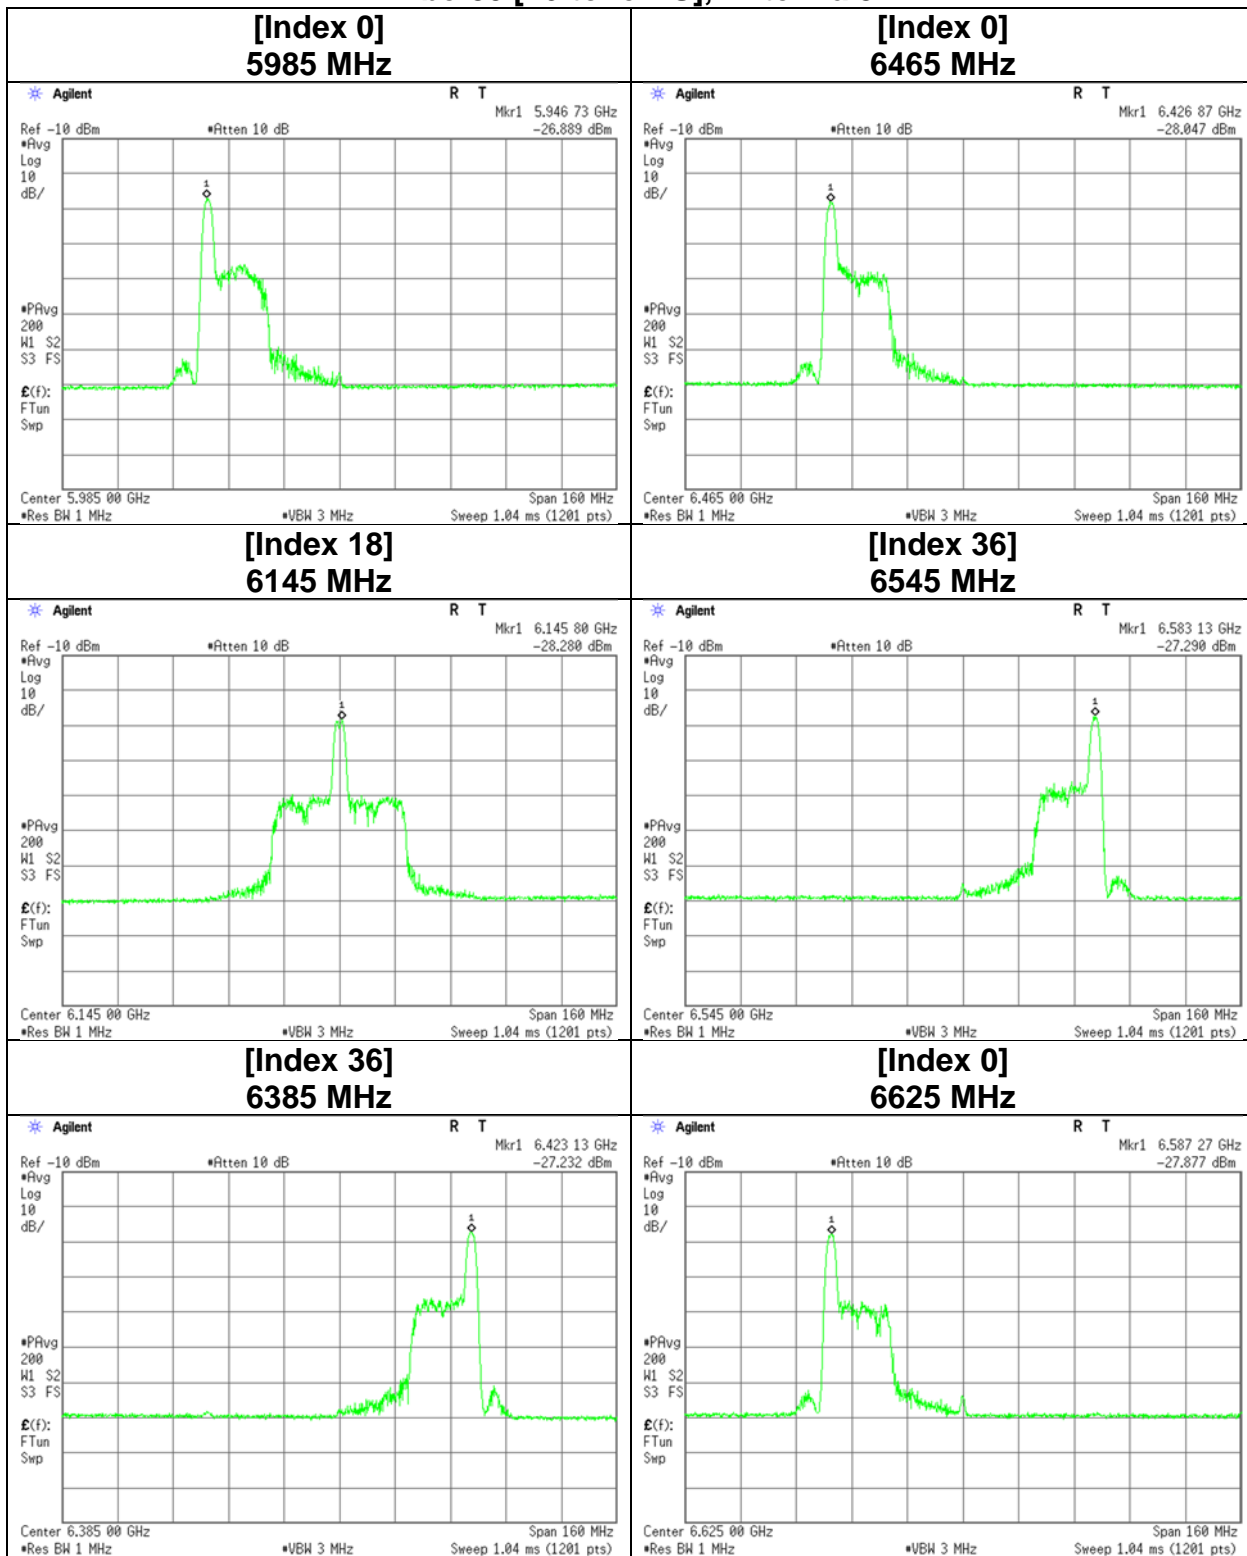 [Index 0]
5985 MHz
[Index 0]
6465 MHz
Agilent
R T
Mkr1 5.946 73 GHz
Ref -10 dBm
#Atten 10 dB
-26.889 dBm
#Avg
Log
10
dB/
1
#PAvg
200
W1 S2
S3 FS
£(f):
FTun
Swp
Center 5.985 00 GHz
Span 160 MHz
#Res BW 1 MHz
#VBW 3 MHz
Sweep 1.04 ms (1201 pts)
Agilent
R T
Mkr1 6.426 87 GHz
Ref -10 dBm
#Atten 10 dB
-28.047 dBm
#Avg
Log
10
dB/
1
#PAvg
200
W1 S2
S3 FS
£(f):
FTun
Swp
Center 6.465 00 GHz
Span 160 MHz
#Res BW 1 MHz
#VBW 3 MHz
Sweep 1.04 ms (1201 pts)
[Index 18]
6145 MHz
[Index 36]
6545 MHz
Agilent
R T
Mkr1 6.145 80 GHz
Ref -10 dBm
#Atten 10 dB
-28.280 dBm
#Avg
Log
10
dB/
1
#PAvg
200
W1 S2
S3 FS
£(f):
FTun
Swp
Center 6.145 00 GHz
Span 160 MHz
#Res BW 1 MHz
#VBW 3 MHz
Sweep 1.04 ms (1201 pts)
Agilent
R T
Mkr1 6.583 13 GHz
Ref -10 dBm
#Atten 10 dB
-27.290 dBm
#Avg
Log
10
dB/
1
#PAvg
200
W1 S2
S3 FS
£(f):
FTun
Swp
Center 6.545 00 GHz
Span 160 MHz
#Res BW 1 MHz
#VBW 3 MHz
Sweep 1.04 ms (1201 pts)
[Index 36]
6385 MHz
[Index 0]
6625 MHz
Agilent
R T
Mkr1 6.423 13 GHz
Ref -10 dBm
#Atten 10 dB
-27.232 dBm
#Avg
Log
10
dB/
1
#PAvg
200
W1 S2
S3 FS
£(f):
FTun
Swp
Center 6.385 00 GHz
Span 160 MHz
#Res BW 1 MHz
#VBW 3 MHz
Sweep 1.04 ms (1201 pts)
Agilent
R T
Mkr1 6.587 27 GHz
Ref -10 dBm
#Atten 10 dB
-27.877 dBm
#Avg
Log
10
dB/
1
#PAvg
200
W1 S2
S3 FS
£(f):
FTun
Swp
Center 6.625 00 GHz
Span 160 MHz
#Res BW 1 MHz
#VBW 3 MHz
Sweep 1.04 ms (1201 pts)